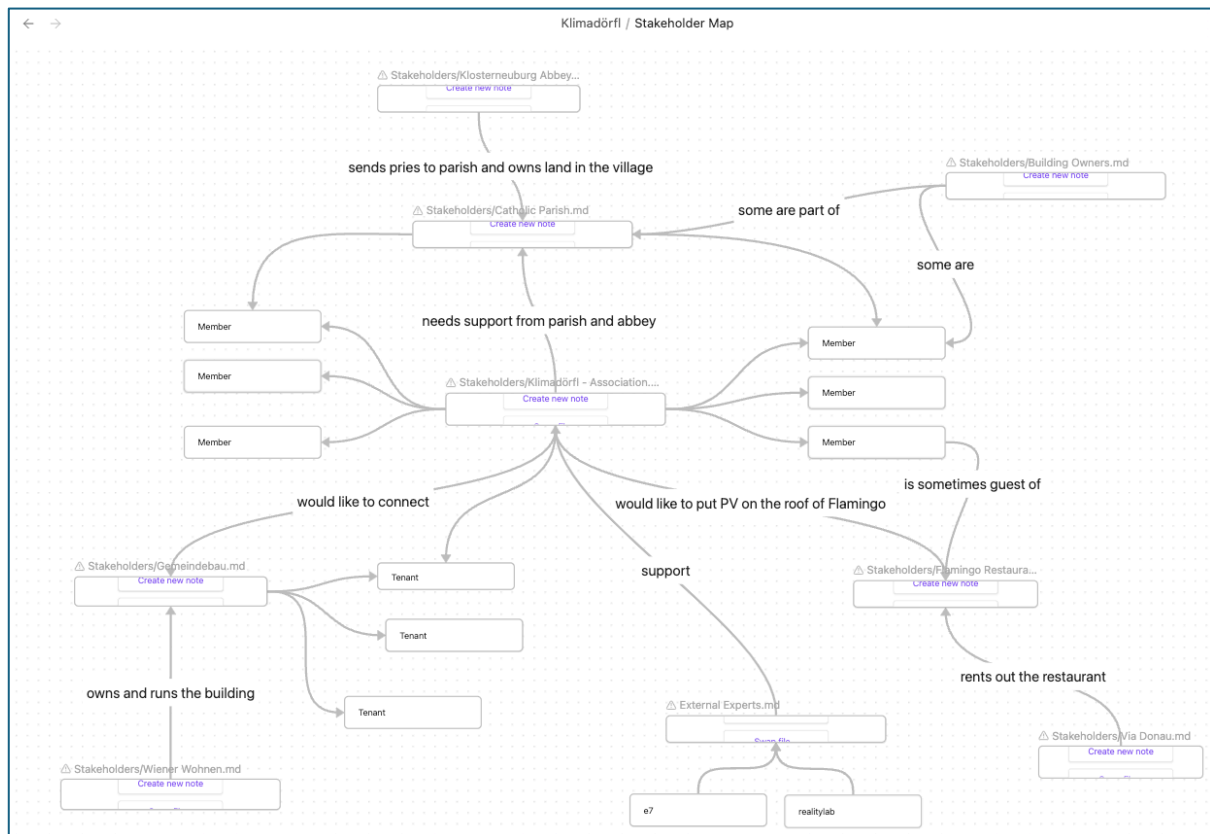 Klimadörfl / Stakeholder Map
Stakeholders/Klosterneuburg Abbey...
Create new note
sends pries to parish and owns land in the village
Stakeholders/Building Owners.md
Create new note
Stakeholders/Catholic Parish.md
Create new note
some are part of
some are
Member
needs support from parish and abbey
Member
Member
Stakeholders/Klimadörfl - Association....
Create new note
Member
Member
Member
is sometimes guest of
would like to connect
would like to put PV on the roof of Flamingo
Stakeholders/Gemeindebau.md
Create new note
Tenant
support
Stakeholders/Flamingo Restaura...
Create new note
Tenant
owns and runs the building
rents out the restaurant
Tenant
External Experts.md
Swap file
Stakeholders/Via Donau.md
Create new note
Stakeholders/Wiener Wohnen.md
Create new note
e7
realitylab